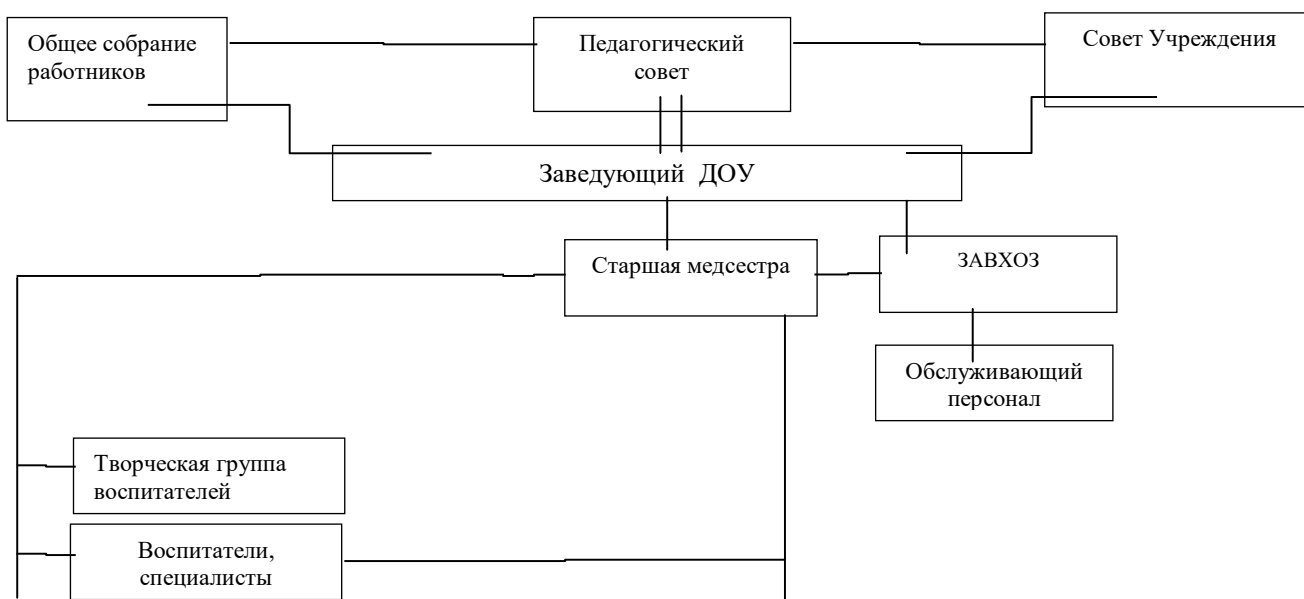 Общее собрание
работников
Педагогический
совет
Совет Учреждения
Заведующий ДОУ
Старшая медсестра
ЗАВХОЗ
Обслуживающий
персонал
Творческая группа
воспитателей
Воспитатели,
специалисты